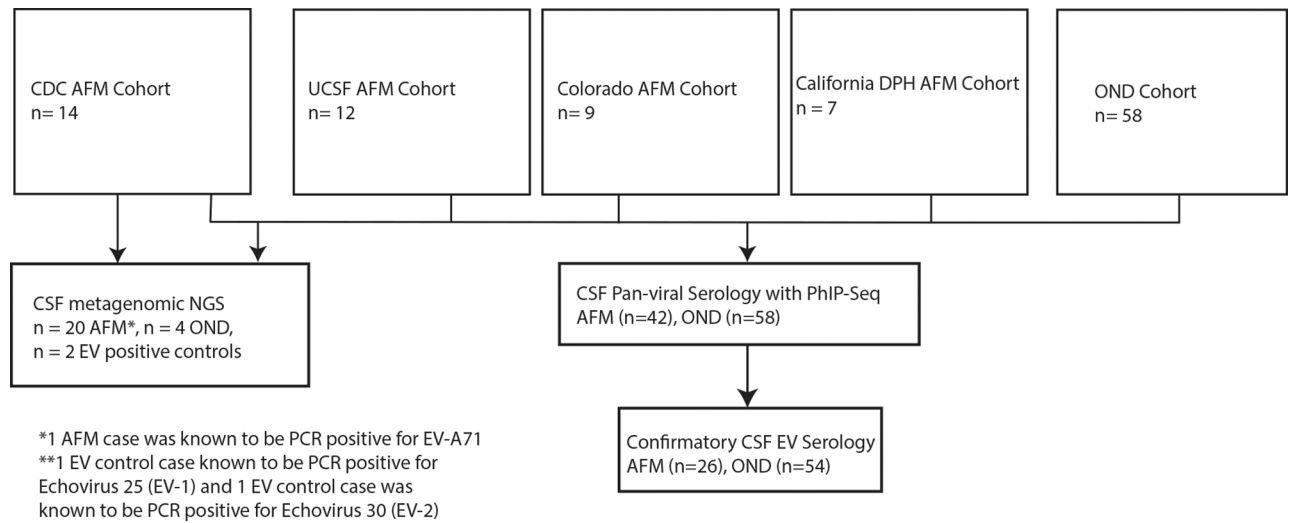 CDC AFM Cohort
n= 14
UCSF AFM Cohort
n= 12
Colorado AFM Cohort
n= 9
California DPH AFM Cohort
n = 7
OND Cohort
n= 58
CSF metagenomic NGS
n = 20 AFM*, n = 4 OND,
n = 2 EV positive controls
CSF Pan-viral Serology with PhIP-Seq
AFM (n=42), OND (n=58)
Confirmatory CSF EV Serology
AFM (n=26), OND (n=54)
*1 AFM case was known to be PCR positive for EV-A71
**1 EV control case known to be PCR positive for
Echovirus 25 (EV-1) and 1 EV control case was
known to be PCR positive for Echovirus 30 (EV-2)